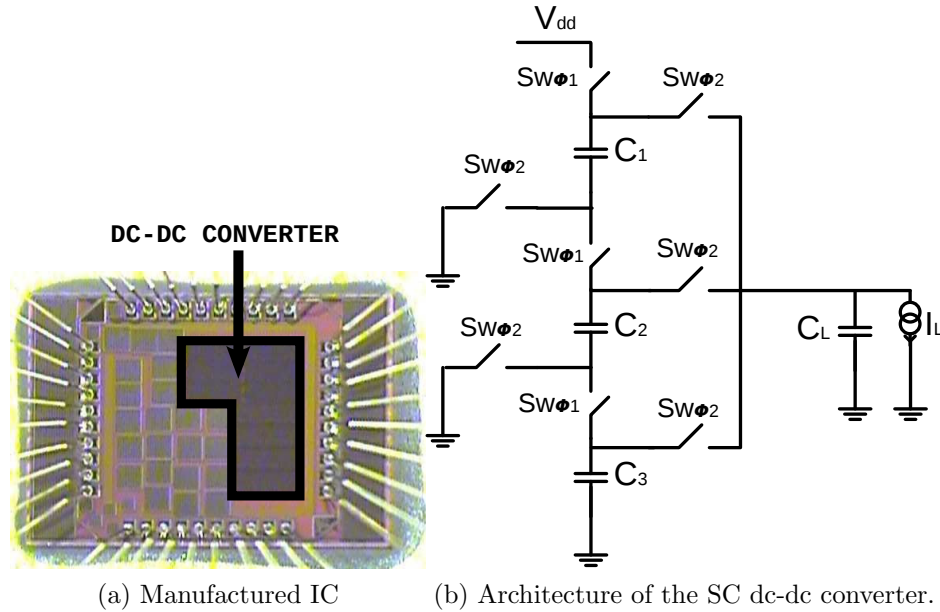 DC-DC CONVERTER
(a) Manufactured IC
Vdd
SwΦ1
SwΦ2
C1
SwΦ2
SwΦ1
SwΦ2
C2
SwΦ2
SwΦ1
SwΦ2
C3
CL
IL
(b) Architecture of the SC dc-dc converter.